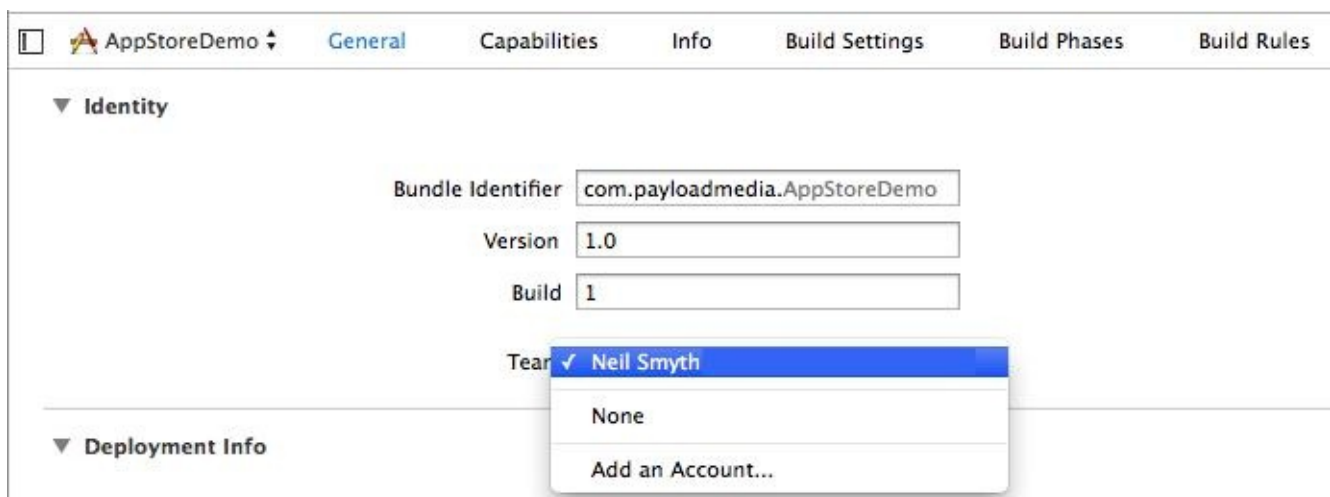 AppStoreDemo General Capabilities Info Build Settings Build Phases Build Rules
Identity
Bundle Identifier com.payloadmedia.AppStoreDemo
Version 1.0
Build 1
Tear ✓ Neil Smyth
None
Deployment Info
Add an Account...